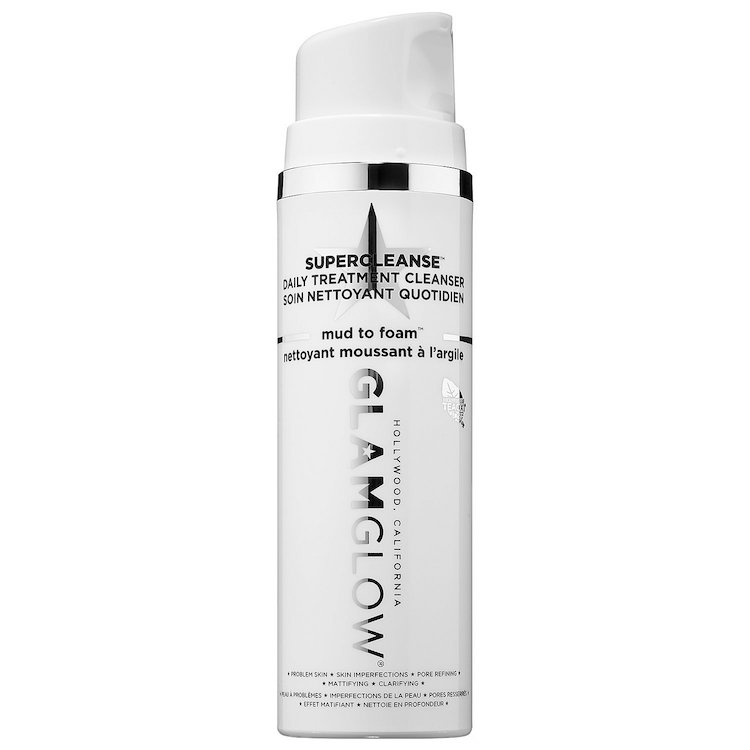 SUPERCLEANSE™
DAILY TREATMENT CLEANSER
SOIN NETTOYANT QUOTIDIEN
mud to foam™
nettoyant moussant à l'argile
GLAMGLOW®
HOLLYWOOD, CALIFORNIA
★ PROBLEM SKIN ★ SKIN IMPERFECTIONS ★ PORE REFINING ★
★ MATTIFYING ★ CLARIFYING ★
★ PEAU À PROBLÈMES ★ IMPERFECTIONS DE LA PEAU ★ PORES RESSERRÉS ★
★ EFFET MATIFIANT ★ NETTOIE EN PROFONDEUR ★